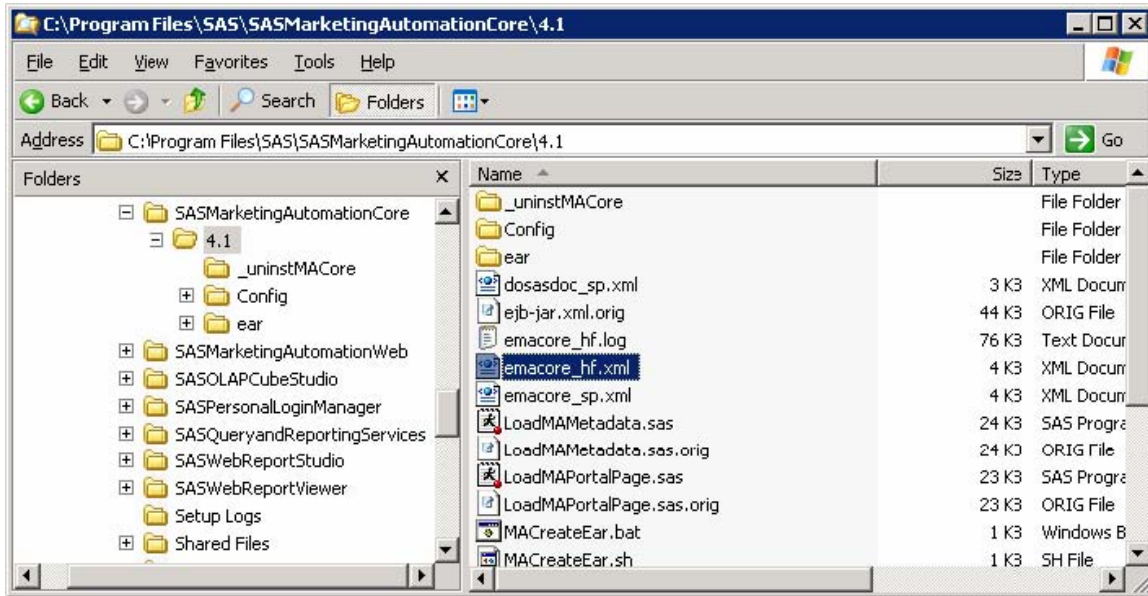 C:\Program Files\SAS\SASMarketingAutomationCore\4.1
File Edit View Favorites Tools Help
Back Search Folders
Address C:\Program Files\SAS\SASMarketingAutomationCore\4.1 Go
Folders x
SASMarketingAutomationCore
4.1
_uninstMACore
Config
ear
SASMarketingAutomationWeb
SASOLAPCubeStudio
SASPersonalLoginManager
SASQueryandReportingServices
SASWebReportStudio
SASWebReportViewer
Setup Logs
Shared Files
Name Size Type
_uninstMACore File Folder
Config File Folder
ear File Folder
dosasdoc_sp.xml 3 KB XML Docum
ejb-jar.xml.orig 44 KB ORIG File
emacore_hf.log 76 KB Text Docur
emacore_hf.xml 4 KB XML Docum
emacore_sp.xml 4 KB XML Docum
LoadMAMetadata.sas 24 KB SAS Progra
LoadMAMetadata.sas.orig 24 KB ORIG File
LoadMAPortalPage.sas 23 KB SAS Progra
LoadMAPortalPage.sas.orig 23 KB ORIG File
MACreateEar.bat 1 KB Windows B
MACreateEar.sh 1 KB SH File